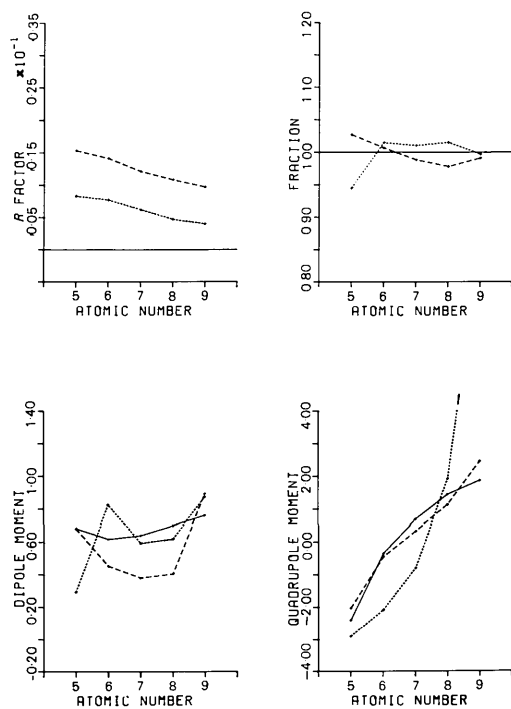 R FACTOR ×10⁻¹
0·35
0·25
0·15
0·05
5 6 7 8 9
ATOMIC NUMBER
FRACTION
1·20
1·10
1·00
0·90
0·80
5 6 7 8 9
ATOMIC NUMBER
DIPOLE MOMENT
1·40
1·00
0·60
0·20
-0·20
5 6 7 8 9
ATOMIC NUMBER
QUADRUPOLE MOMENT
4·00
2·00
0·00
-2·00
-4·00
5 6 7 8 9
ATOMIC NUMBER